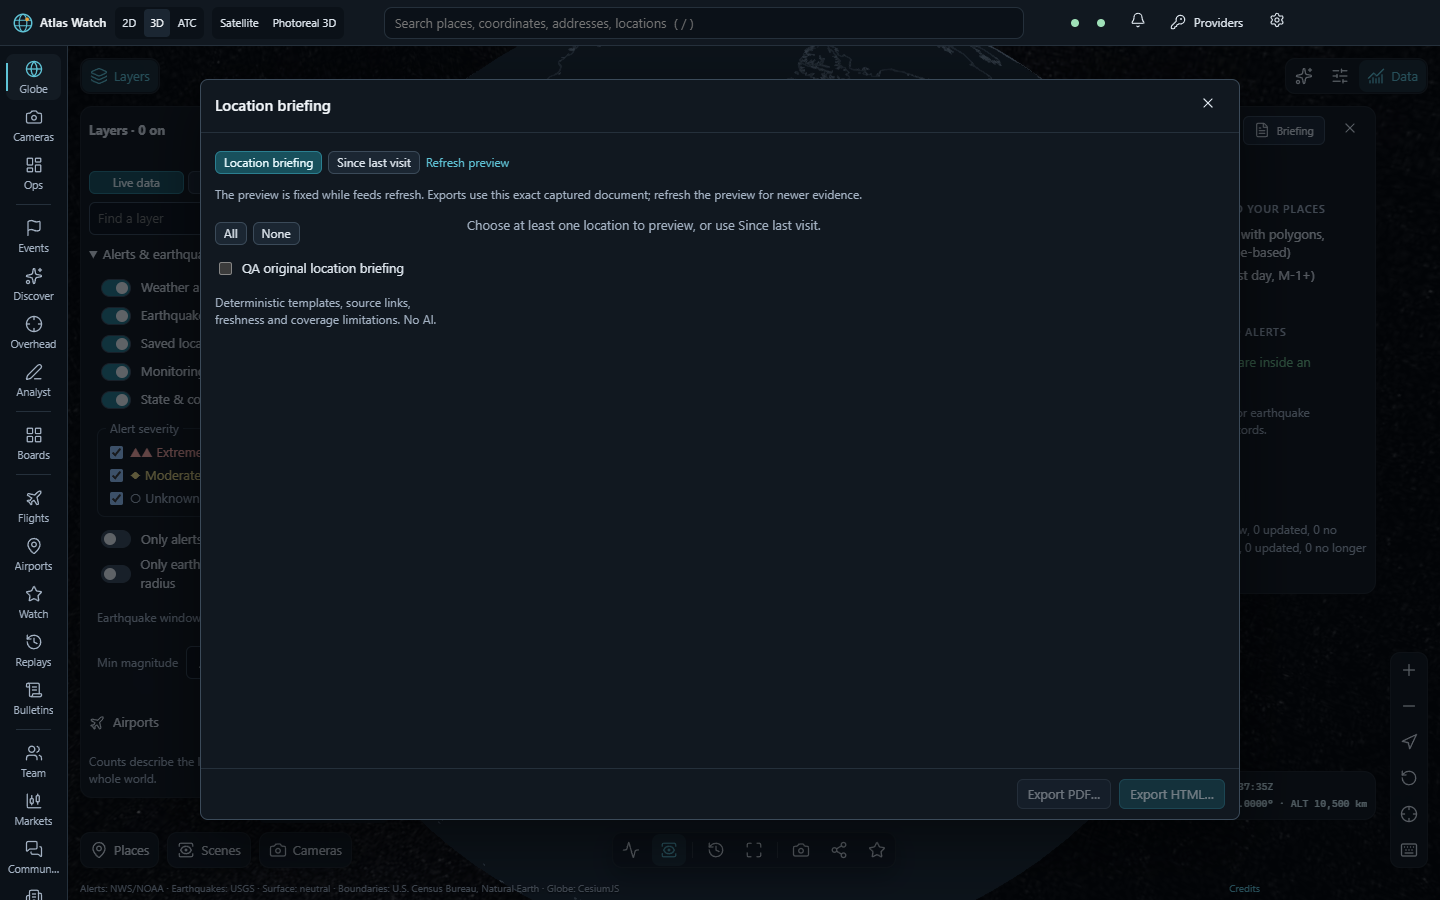 Atlas Watch 2D 3D ATC Satellite Photoreal 3D Search places, coordinates, addresses, locations ( / ) Providers
Globe
Cameras
Ops
Events
Discover
Overhead
Analyst
Boards
Flights
Airports
Watch
Replays
Bulletins
Team
Markets
Commun...
Layers
Layers · 0 on
Live data
Find a layer
Alerts & earthqua
Weather a
Earthquak
Saved loca
Monitoring
State & co
Alert severity
Extreme
Moderate
Unknown
Only alerts
Only earth
radius
Earthquake window
Min magnitude
Airports
Counts describe the
whole world.
Location briefing
Location briefing Since last visit Refresh preview
The preview is fixed while feeds refresh. Exports use this exact captured document; refresh the preview for newer evidence.
All None
Choose at least one location to preview, or use Since last visit.
QA original location briefing
Deterministic templates, source links,
freshness and coverage limitations. No AI.
Export PDF... Export HTML...
Data
Briefing
YOUR PLACES
with polygons,
e-based)
st day, M-1+)
ALERTS
are inside an
or earthquake
ords.
w, 0 updated, 0 no
, 0 updated, 0 no longer
37:35Z
.0000° · ALT 10,500 km
Places Scenes Cameras
Alerts: NWS/NOAA · Earthquakes: USGS · Surface: neutral · Boundaries: U.S. Census Bureau, Natural Earth · Globe: CesiumJS
Credits